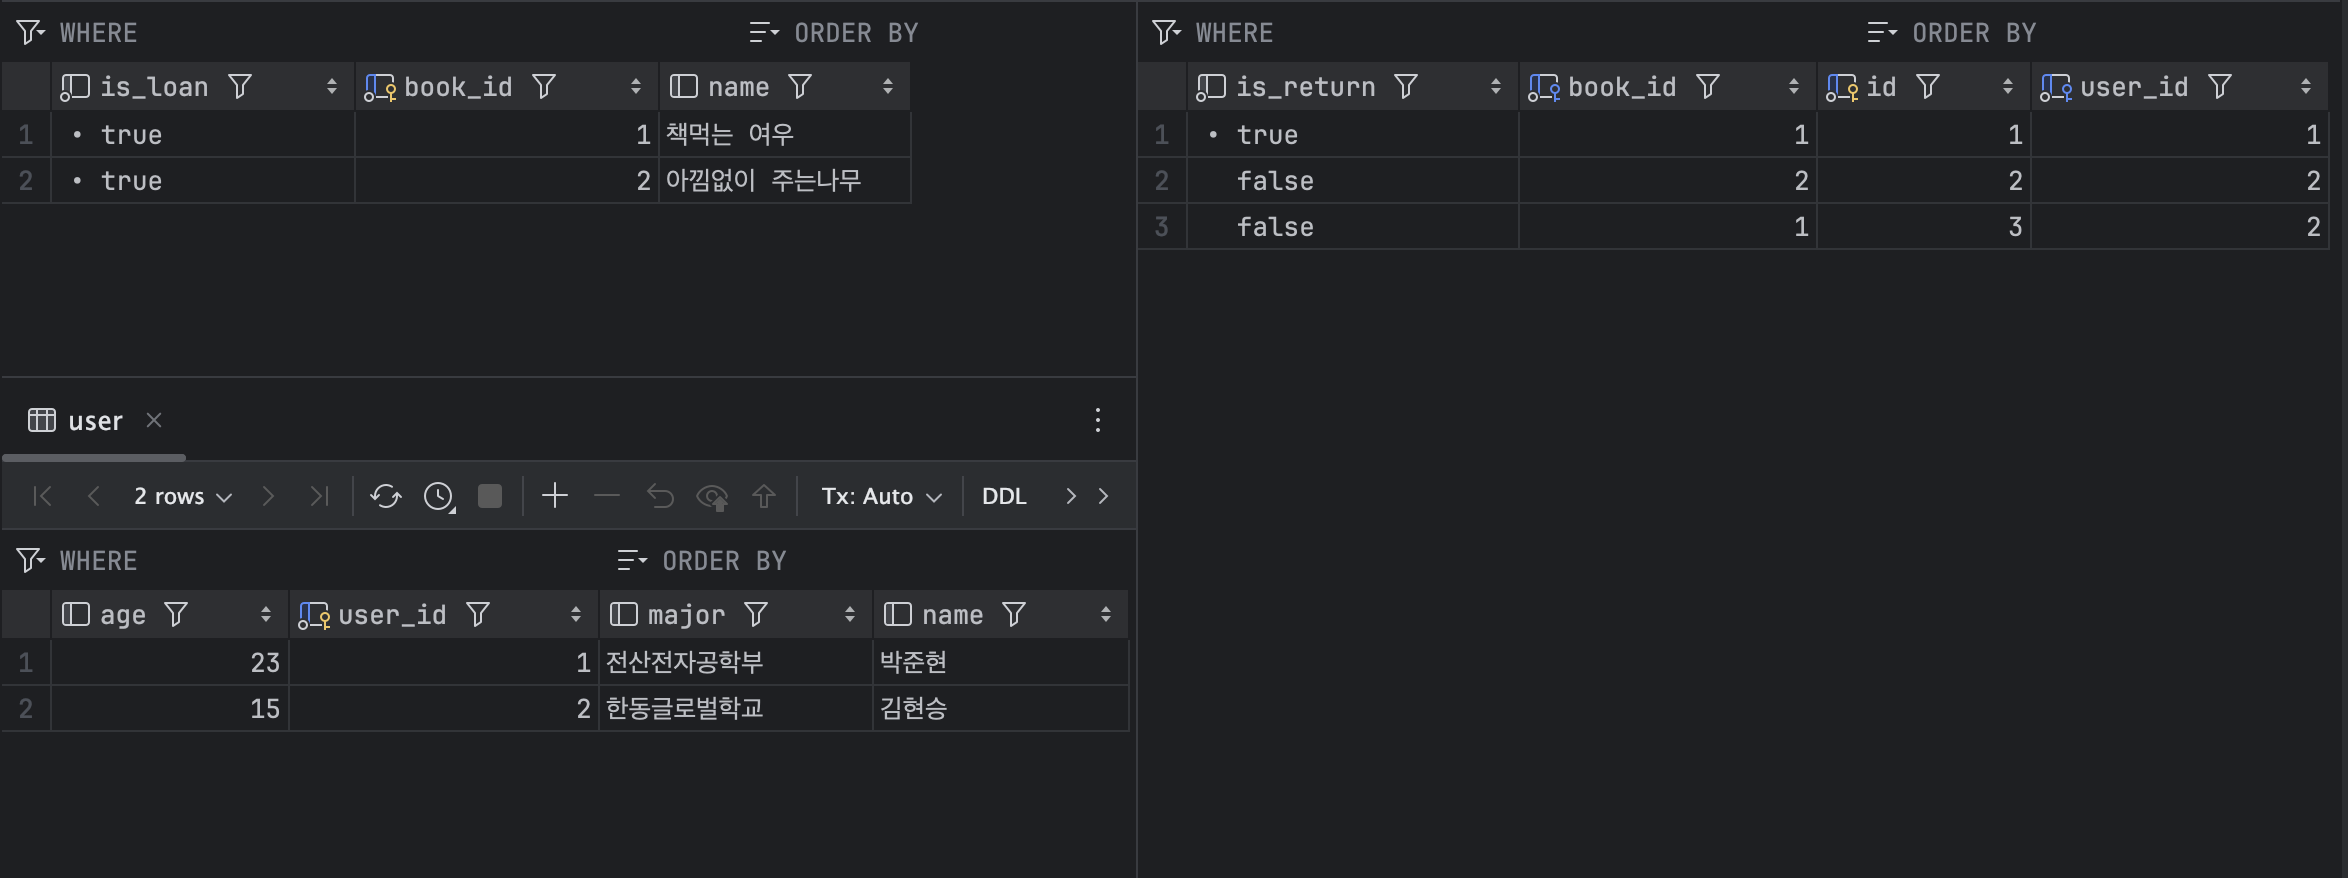 WHERE ORDER BY
is_loan book_id name
1 true 1 책먹는 여우
2 true 2 아낌없이 주는나무
user
2 rows Tx: Auto DDL
WHERE ORDER BY
age user_id major name
1 23 1 전산전자공학부 박준현
2 15 2 한동글로벌학교 김현승
WHERE ORDER BY
is_return book_id id user_id
1 true 1 1 1
2 false 2 2 2
3 false 1 3 2